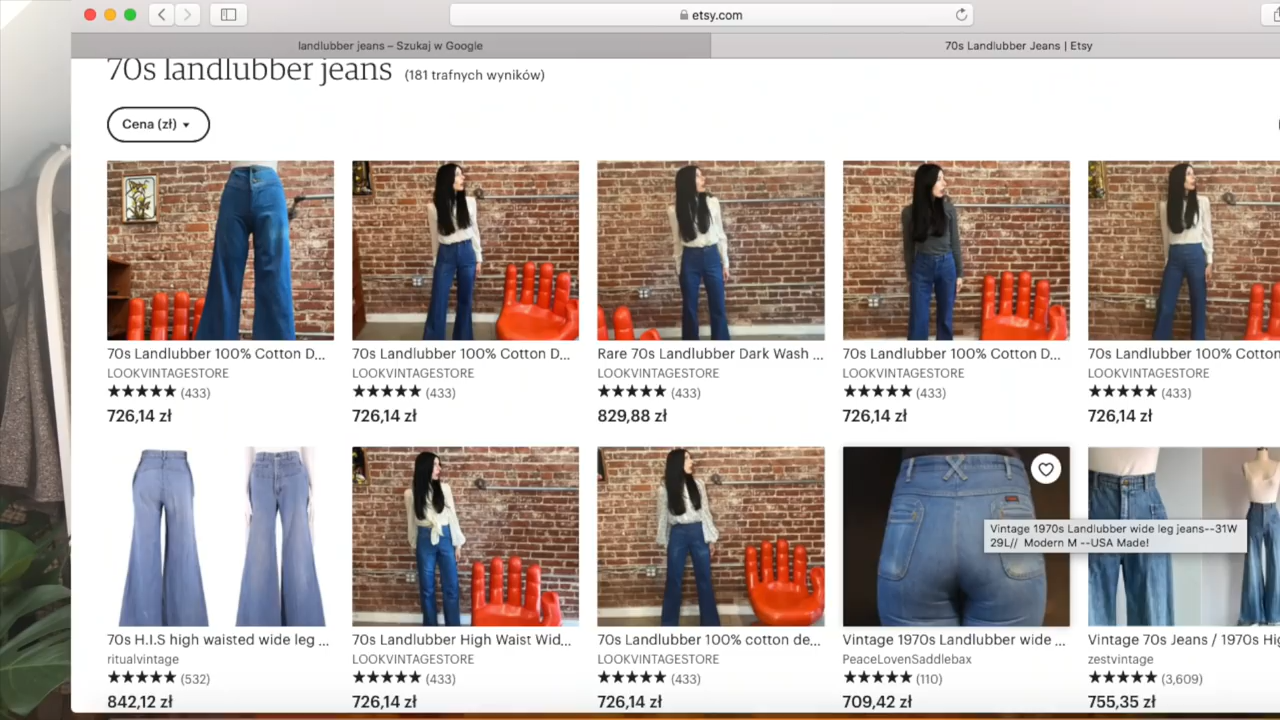 etsy.com
landlubber jeans – Szukaj w Google
70s Landlubber Jeans | Etsy
70s landlubber jeans (181 trafnych wyników)
Cena (zł)
70s Landlubber 100% Cotton D...
LOOKVINTAGESTORE
★★★★★ (433)
726,14 zł
70s Landlubber 100% Cotton D...
LOOKVINTAGESTORE
★★★★★ (433)
726,14 zł
Rare 70s Landlubber Dark Wash ...
LOOKVINTAGESTORE
★★★★★ (433)
829,88 zł
70s Landlubber 100% Cotton D...
LOOKVINTAGESTORE
★★★★★ (433)
726,14 zł
70s Landlubber 100% Cotton
LOOKVINTAGESTORE
★★★★★ (433)
726,14 zł
70s H.I.S high waisted wide leg ...
ritualvintage
★★★★★ (532)
842,12 zł
70s Landlubber High Waist Wid...
LOOKVINTAGESTORE
★★★★★ (433)
726,14 zł
70s Landlubber 100% cotton de...
LOOKVINTAGESTORE
★★★★★ (433)
726,14 zł
Vintage 1970s Landlubber wide leg jeans--31W
29L// Modern M --USA Made!
Vintage 1970s Landlubber wide ...
PeaceLovenSaddlebax
★★★★★ (110)
709,42 zł
Vintage 70s Jeans / 1970s Hig
zestvintage
★★★★★ (3,609)
755,35 zł